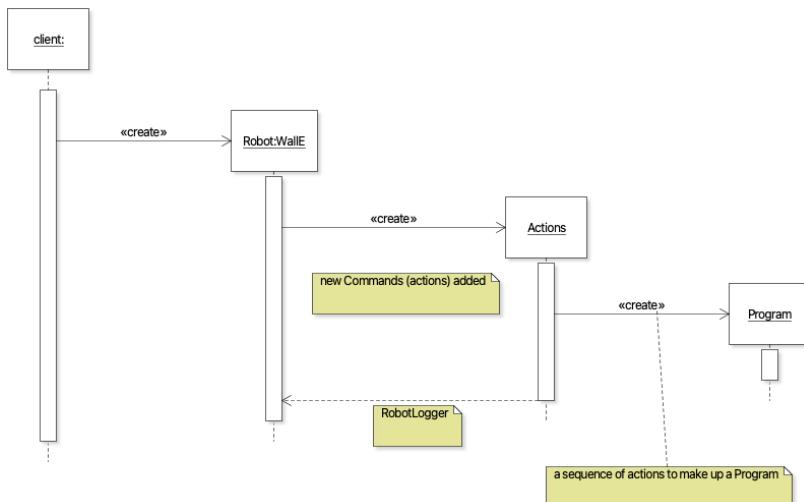 client:
«create»
Robot:WallE
«create»
Actions
new Commands (actions) added
«create»
Program
RobotLogger
a sequence of actions to make up a Program